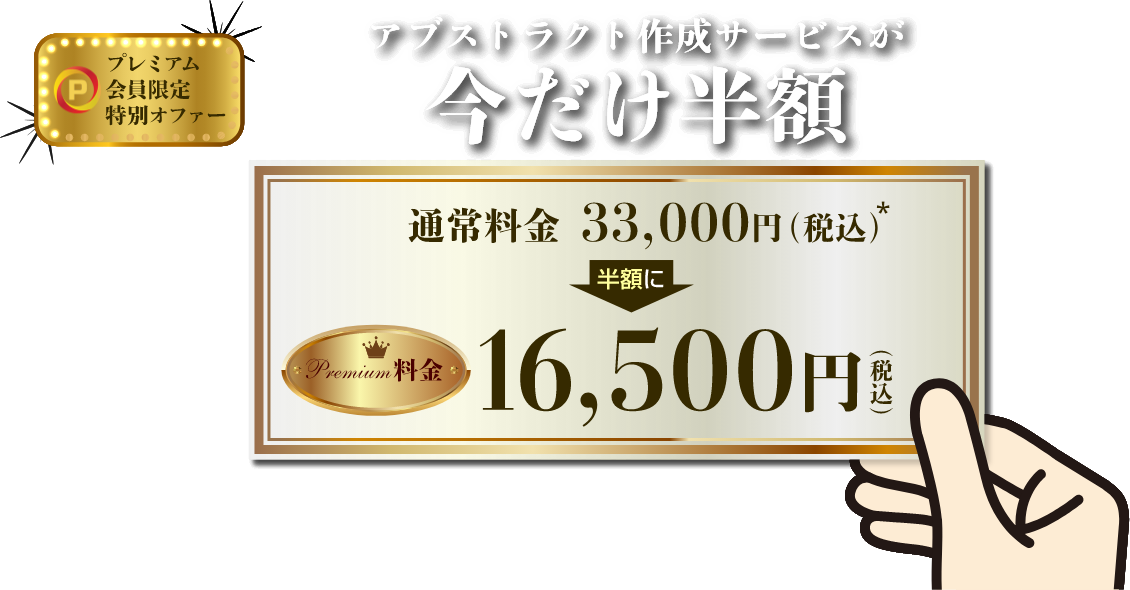 プレミアム
P 会員限定
特別オファー
アブストラクト作成サービスが
今だけ半額
通常料金 33,000円(税込)*
半額に
Premium料金 16,500円(税込)